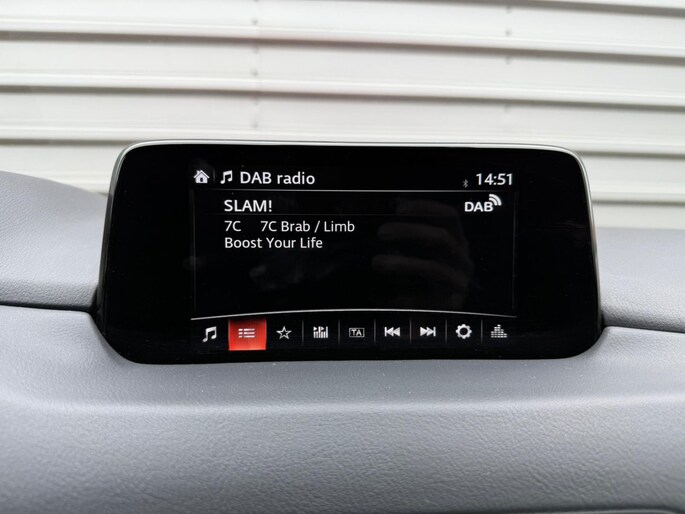 DAB radio 14:51
SLAM! DAB
7C 7C Brab / Limb
Boost Your Life
TA